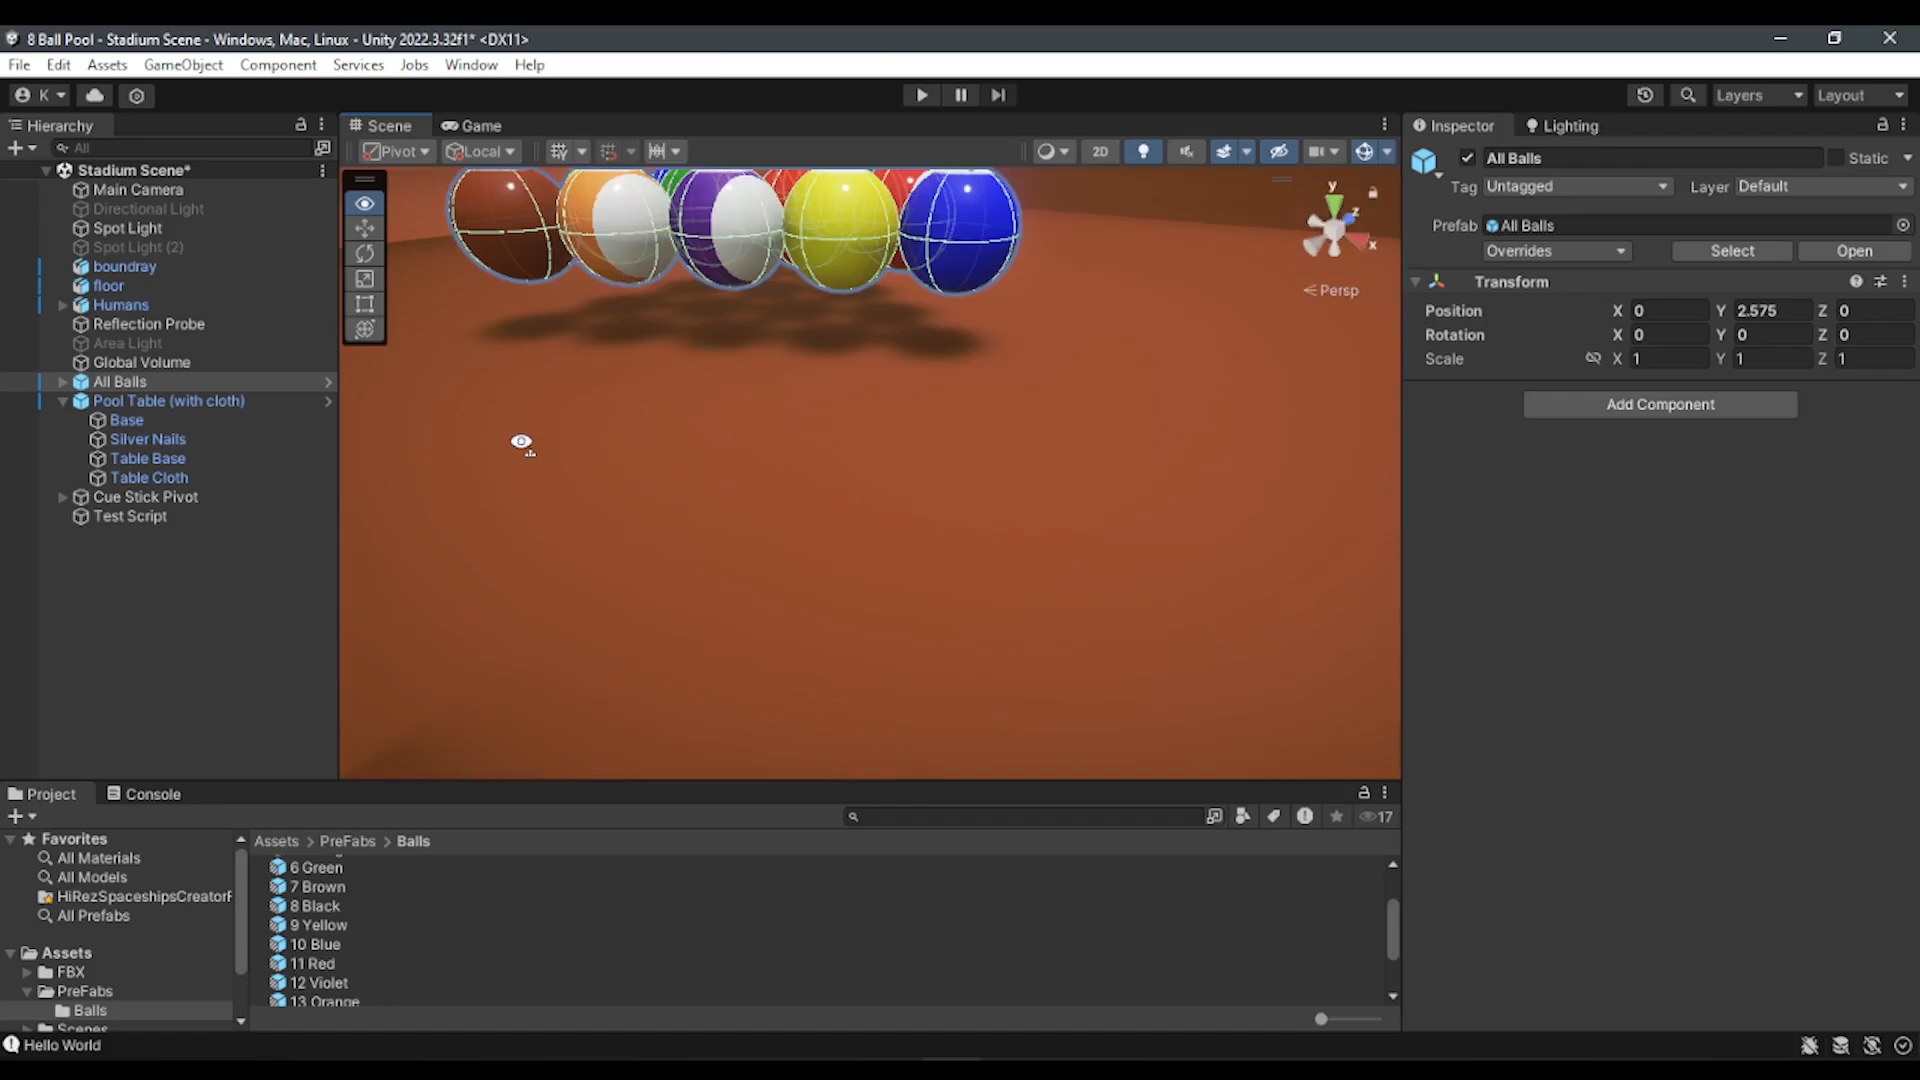 8 Ball Pool - Stadium Scene - Windows, Mac, Linux - Unity 2022.3.32f1* <DX11>
File Edit Assets GameObject Component Services Jobs Window Help
K Layers Layout
Hierarchy
All
Stadium Scene*
Main Camera
Directional Light
Spot Light
Spot Light (2)
boundray
floor
Humans
Reflection Probe
Area Light
Global Volume
All Balls
Pool Table (with cloth)
Base
Silver Nails
Table Base
Table Cloth
Cue Stick Pivot
Test Script
Scene Game
Pivot Local 2D
y
z
x
Persp
Inspector Lighting
All Balls Static
Tag Untagged Layer Default
Prefab All Balls
Overrides Select Open
Transform
Position X 0 Y 2.575 Z 0
Rotation X 0 Y 0 Z 0
Scale X 1 Y 1 Z 1
Add Component
Project Console
17
Favorites
All Materials
All Models
HiRezSpaceshipsCreatorF
All Prefabs
Assets
FBX
PreFabs
Balls
Scenes
Assets > PreFabs > Balls
6 Green
7 Brown
8 Black
9 Yellow
10 Blue
11 Red
12 Violet
13 Orange
Hello World